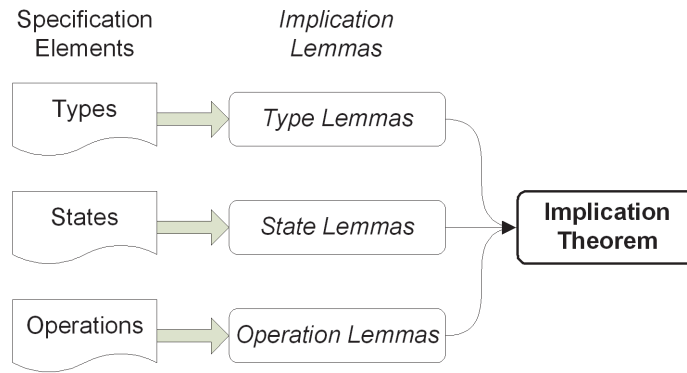 Specification
Elements
Implication
Lemmas
Types
Type Lemmas
States
State Lemmas
Implication
Theorem
Operations
Operation Lemmas